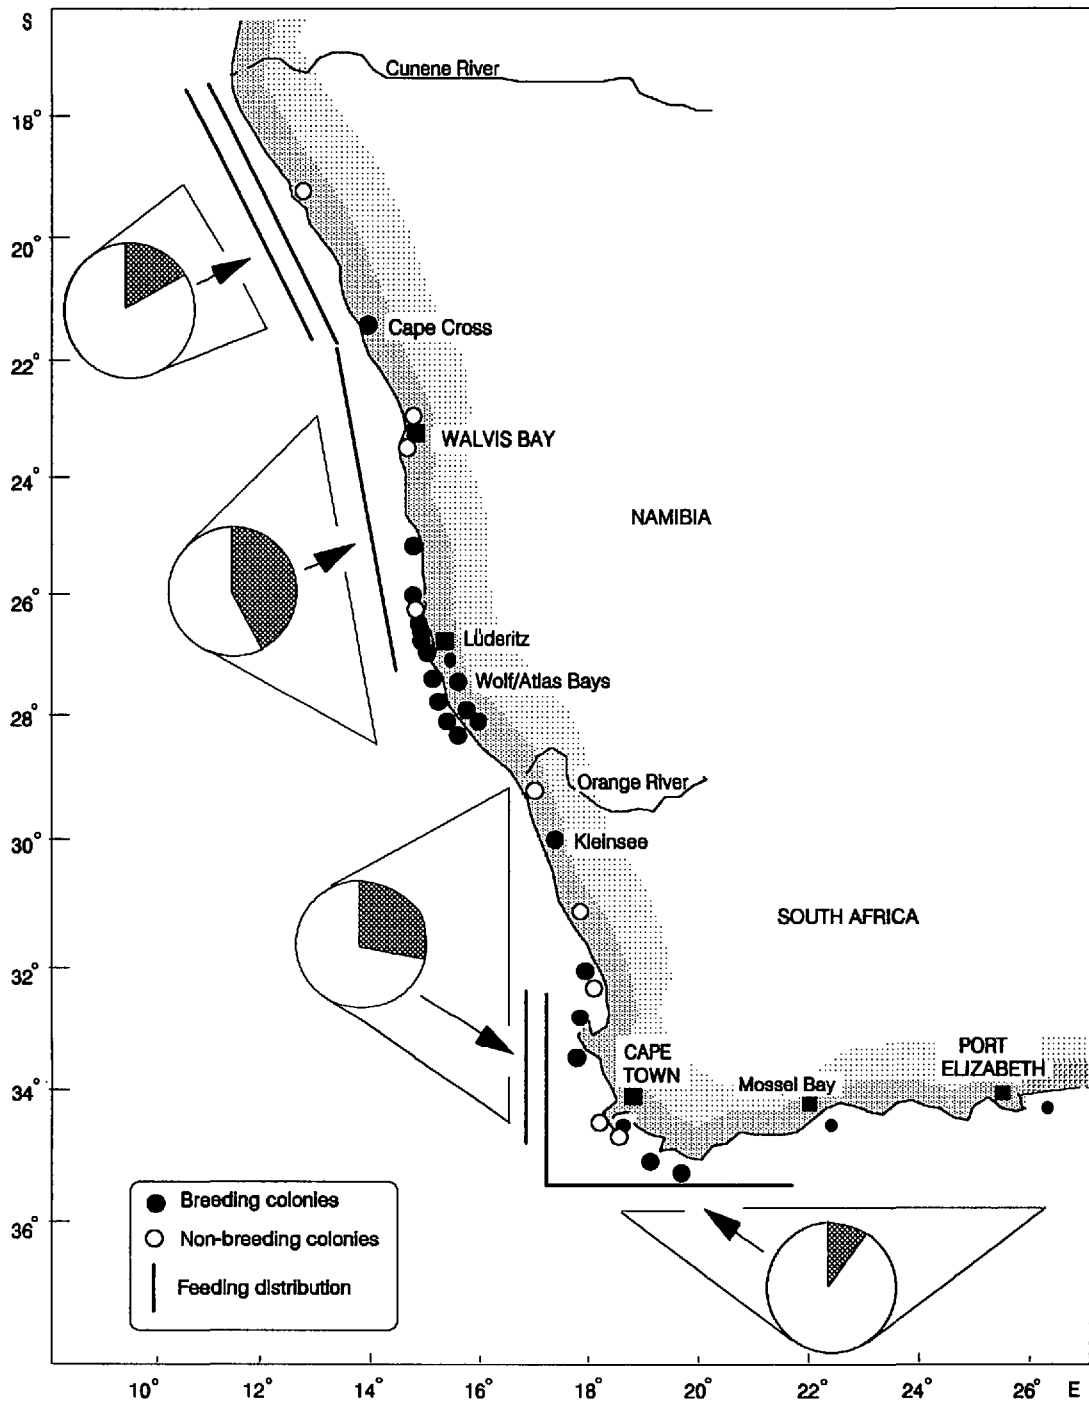 S
Cunene River
18°
20°
Cape Cross
22°
WALVIS BAY
24°
NAMIBIA
26°
Lüderitz
Wolf/Atlas Bays
28°
Orange River
30°
Kleinsee
SOUTH AFRICA
32°
CAPE
TOWN
PORT
ELIZABETH
Mossel Bay
34°
Breeding colonies
36°
Non-breeding colonies
Feeding distribution
10° 12° 14° 16° 18° 20° 22° 24° 26° E